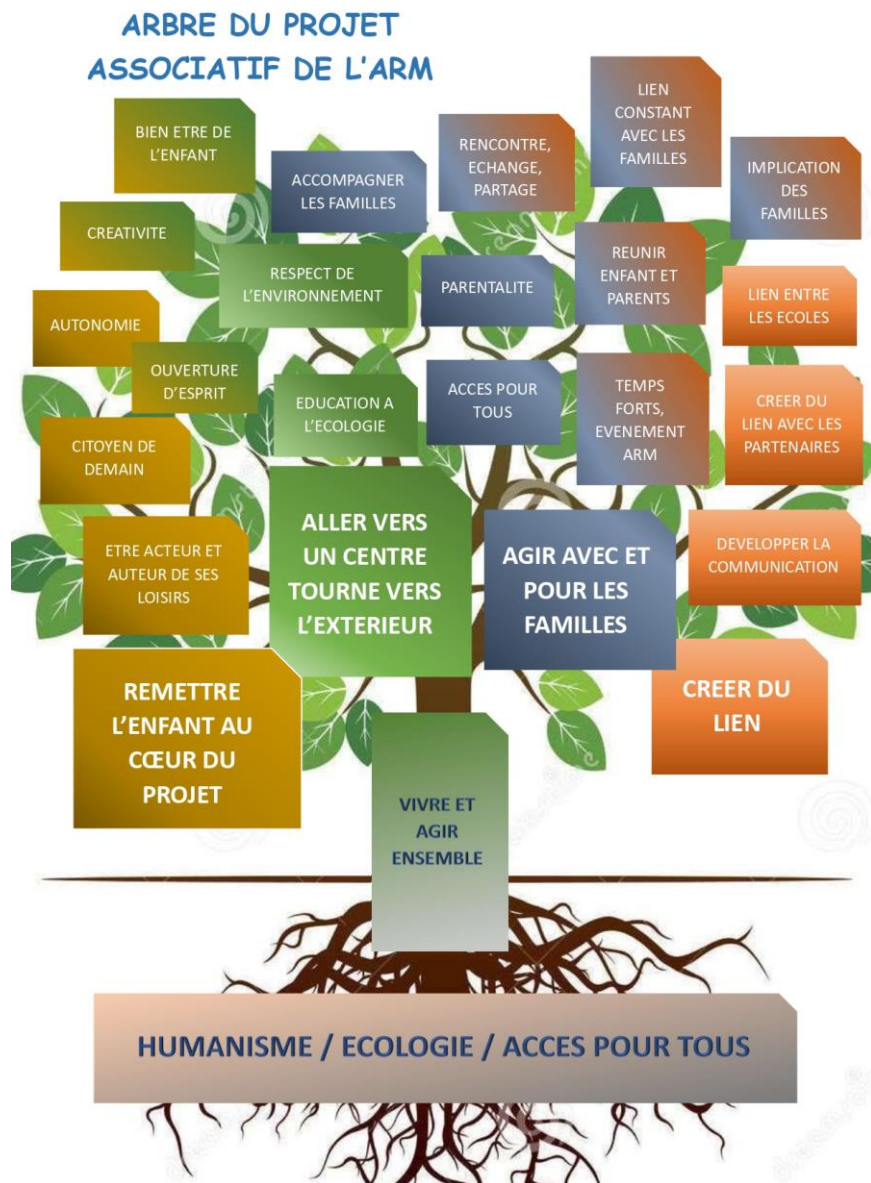 ARBRE DU PROJET
ASSOCIATIF DE L'ARM
BIEN ETRE DE
L'ENFANT
ACCOMPAGNER
LES FAMILLES
RENCONTRE,
ECHANGE,
PARTAGE
LIEN
CONSTANT
AVEC LES
FAMILLES
IMPLICATION
DES
FAMILLES
CREATIVITE
RESPECT DE
L'ENVIRONNEMENT
PARENTALITE
REUNIR
ENFANT ET
PARENTS
LIEN ENTRE
LES ECOLES
AUTONOMIE
OUVERTURE
D'ESPRIT
EDUCATION A
L'ECOLOGIE
ACCES POUR
TOUS
TEMPS
FORTS,
EVENEMENT
ARM
CREER DU
LIEN AVEC LES
PARTENAIRES
CITOYEN DE
DEMAIN
ETRE ACTEUR ET
AUTEUR DE SES
LOISIRS
ALLER VERS
UN CENTRE
TOURNE VERS
L'EXTERIEUR
AGIR AVEC ET
POUR LES
FAMILLES
DEVELOPPER LA
COMMUNICATION
REMETTRE
L'ENFANT AU
CŒUR DU
PROJET
CREER DU
LIEN
VIVRE ET
AGIR
ENSEMBLE
HUMANISME / ECOLOGIE / ACCES POUR TOUS